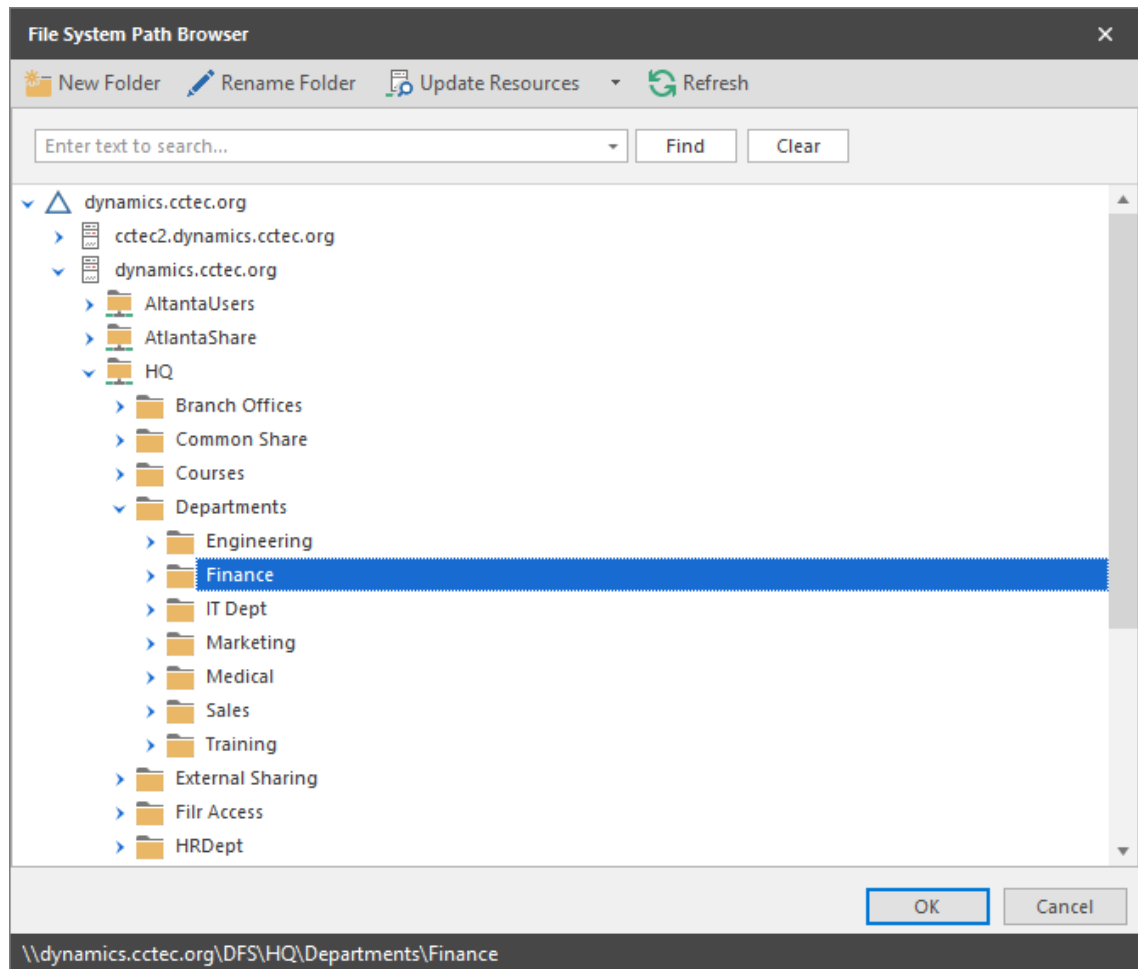 File System Path Browser
New Folder Rename Folder Update Resources Refresh
Enter text to search... Find Clear
dynamics.cctec.org
cctec2.dynamics.cctec.org
dynamics.cctec.org
AltantaUsers
AtlantaShare
HQ
Branch Offices
Common Share
Courses
Departments
Engineering
Finance
IT Dept
Marketing
Medical
Sales
Training
External Sharing
Filr Access
HRDept
OK Cancel
\\dynamics.cctec.org\DFS\HQ\Departments\Finance